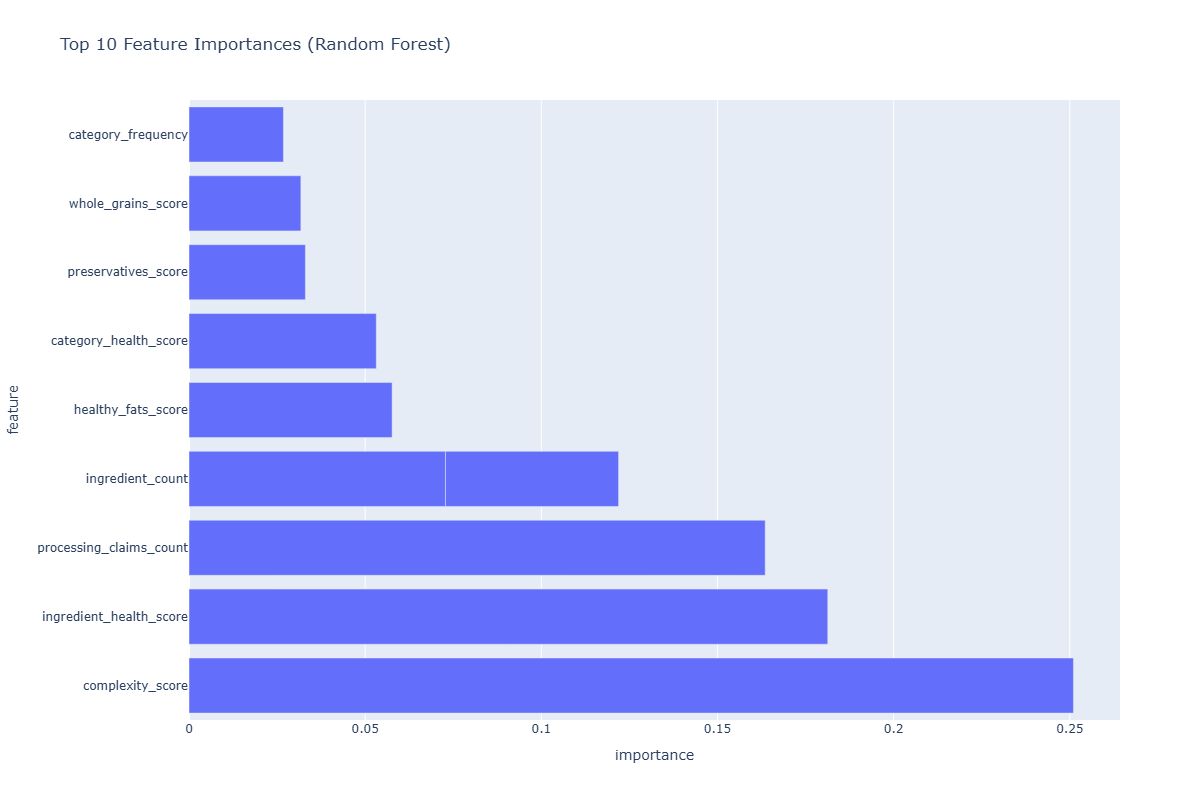 Top 10 Feature Importances (Random Forest)
category_frequency
whole_grains_score
preservatives_score
category_health_score
healthy_fats_score
ingredient_count
processing_claims_count
ingredient_health_score
complexity_score
feature
0 0.05 0.1 0.15 0.2 0.25
importance